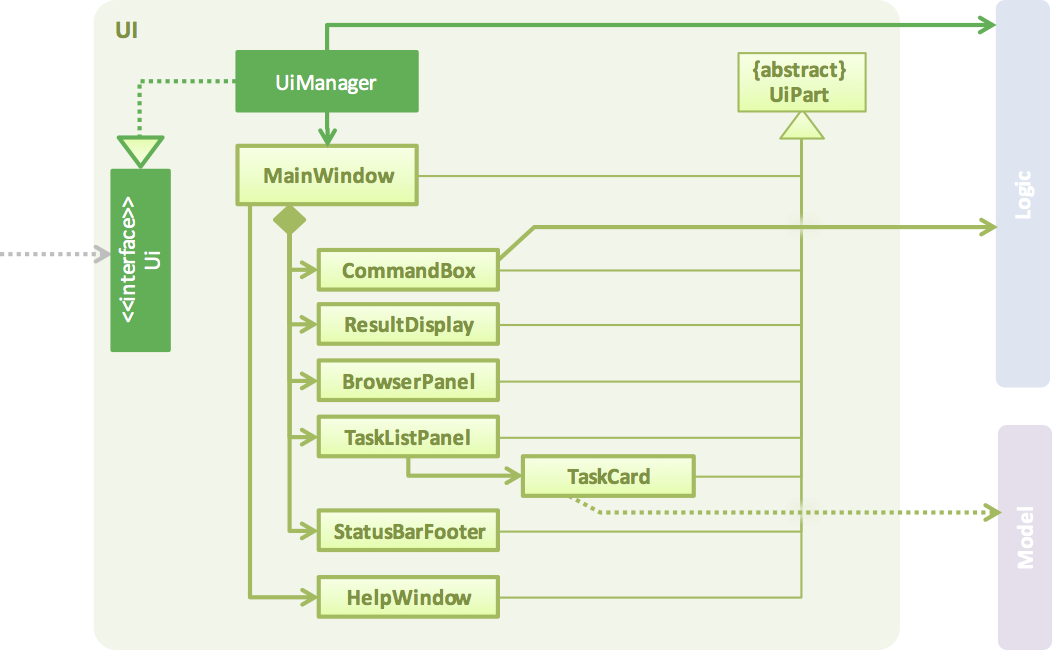 UI
UiManager
{abstract}
UiPart
MainWindow
<<interface>>
Ui
Logic
CommandBox
ResultDisplay
BrowserPanel
TaskListPanel
TaskCard
StatusBarFooter
HelpWindow
Model